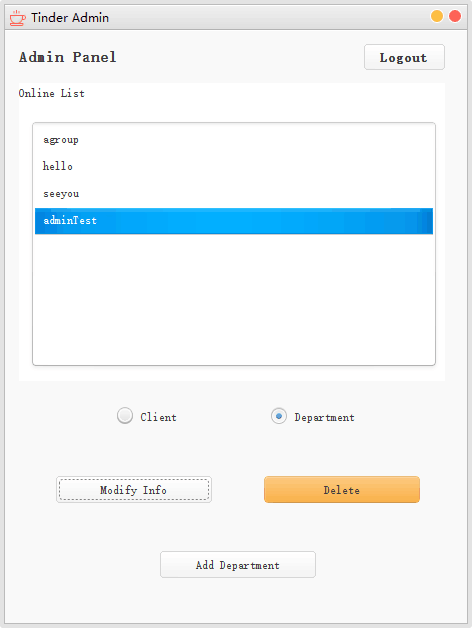 Tinder Admin
Admin Panel
Logout
Online List
agroup
hello
seeyou
adminTest
Client
Department
Modify Info
Delete
Add Department